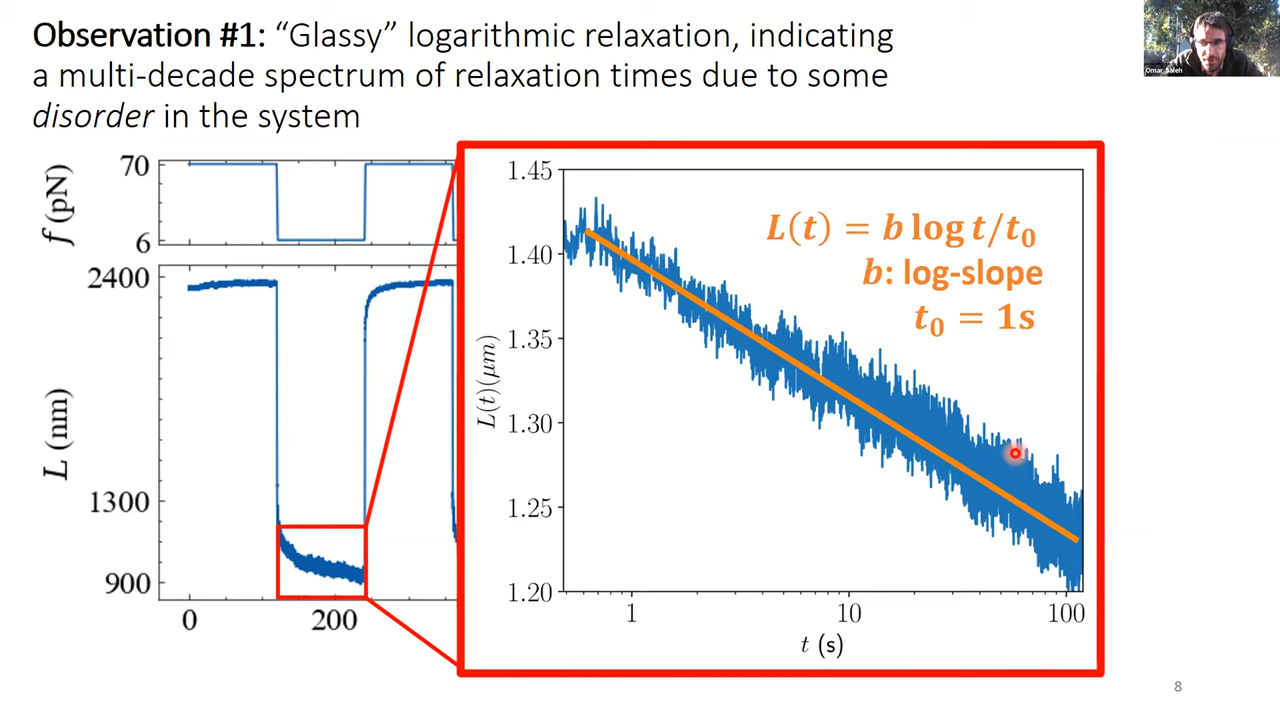 Observation #1: “Glassy” logarithmic relaxation, indicating
a multi-decade spectrum of relaxation times due to some
disorder in the system
Omar Saleh
70
6
f (pN)
2400
1300
900
L (nm)
0
200
1.45
1.40
1.35
1.30
1.25
1.20
L(t)(μm)
L(t) = b log t/t₀
b: log-slope
t₀ = 1s
1
10
100
t (s)
8